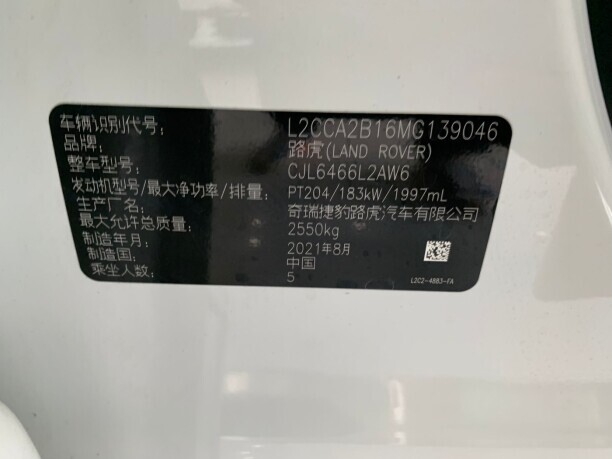 车辆识别代号: L2CCA2B16MG139046
品牌: 路虎(LAND ROVER)
整车型号: CJL6466L2AW6
发动机型号/最大净功率/排量: PT204/183kW/1997mL
生产厂名: 奇瑞捷豹路虎汽车有限公司
最大允许总质量: 2550kg
制造年月: 2021年8月
制造国: 中国
乘坐人数: 5
L2C2-4BB3-FA